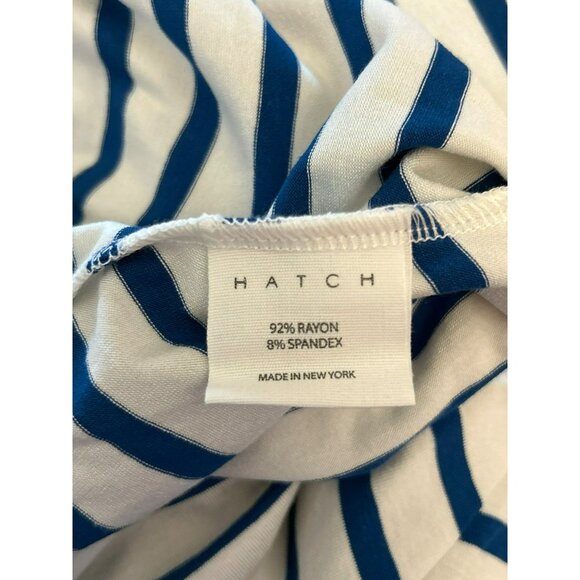 HATCH
92% RAYON
8% SPANDEX
MADE IN NEW YORK